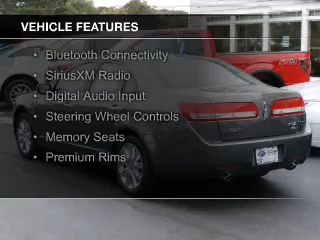 VEHICLE FEATURES
• Bluetooth Connectivity
• SiriusXM Radio
• Digital Audio Input
• Steering Wheel Controls
• Memory Seats
• Premium Rims